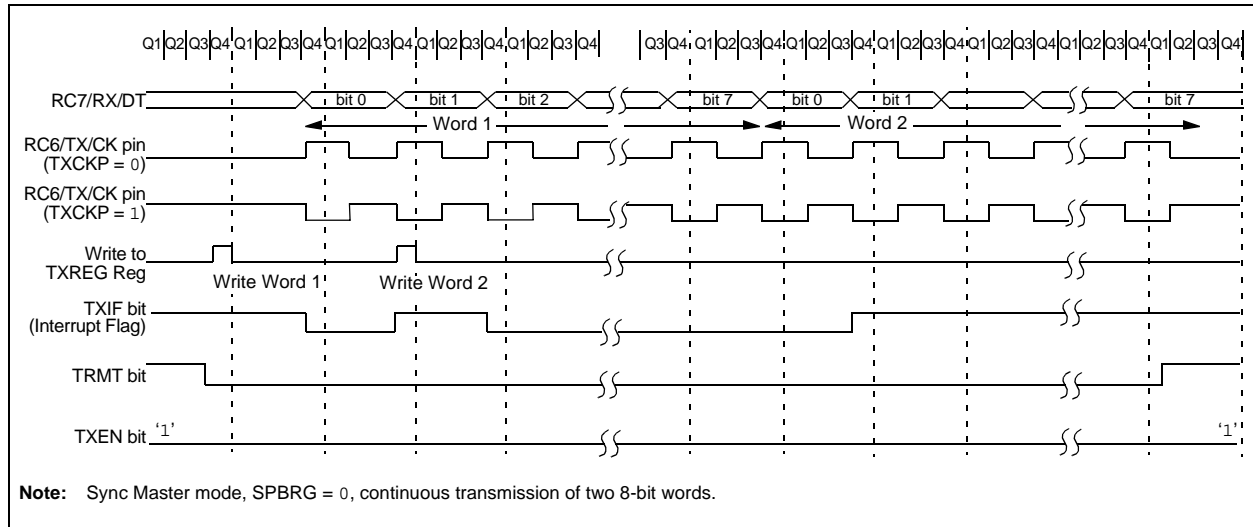 Q1 Q2 Q3 Q4 Q1 Q2 Q3 Q4 Q1 Q2 Q3 Q4 Q1 Q2 Q3 Q4 Q1 Q2 Q3 Q4 Q3 Q4 Q1 Q2 Q3 Q4 Q1 Q2 Q3 Q4 Q1 Q2 Q3 Q4 Q1 Q2 Q3 Q4 Q1 Q2 Q3 Q4 Q1 Q2 Q3 Q4
RC7/RX/DT bit 0 bit 1 bit 2 bit 7 bit 0 bit 1 bit 7
Word 1 Word 2
RC6/TX/CK pin
(TXCKP = 0)
RC6/TX/CK pin
(TXCKP = 1)
Write to
TXREG Reg
Write Word 1 Write Word 2
TXIF bit
(Interrupt Flag)
TRMT bit
TXEN bit ‘1’ ‘1’
Note: Sync Master mode, SPBRG = 0, continuous transmission of two 8-bit words.